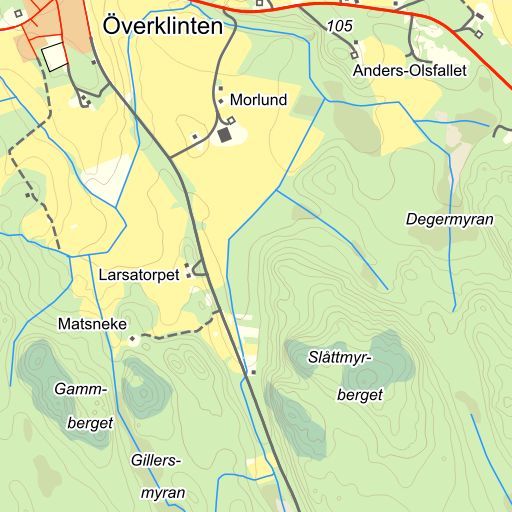 Överklinten
105
Anders-Olsfallet
Morlund
Degermyran
Larsatorpet
Matsneke
Slåttmyr-
berget
Gamm-
berget
Gillers-
myran